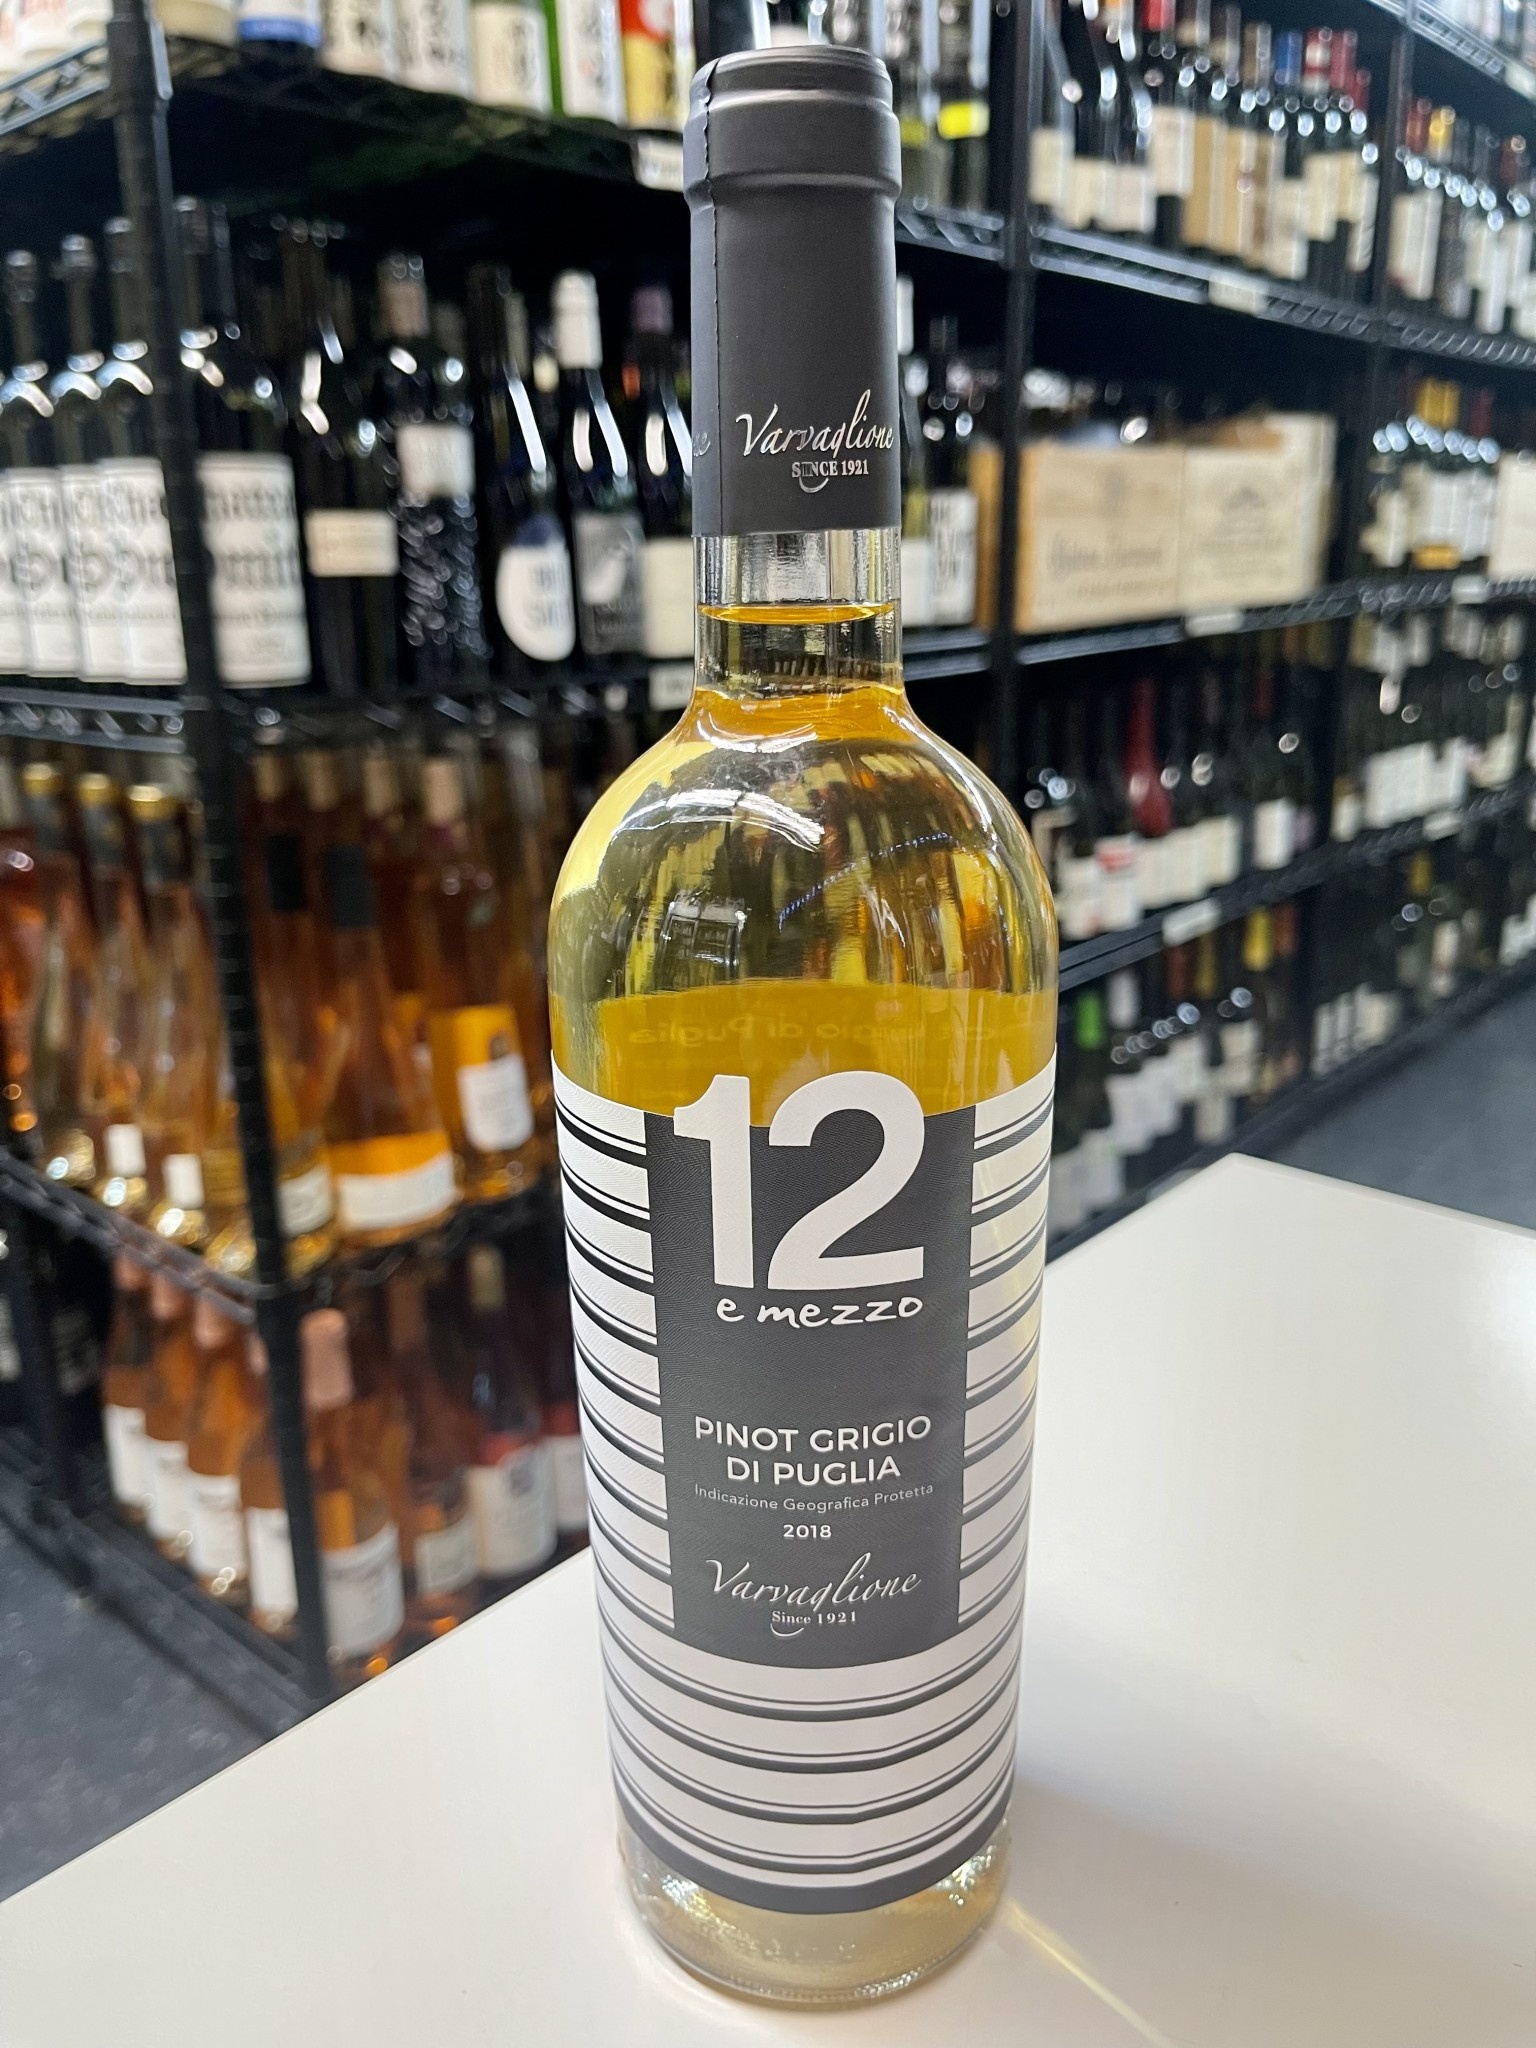 Varvaglione
SINCE 1921
12
e mezzo
PINOT GRIGIO
DI PUGLIA
Indicazione Geografica Protetta
2018
Varvaglione
Since 1921